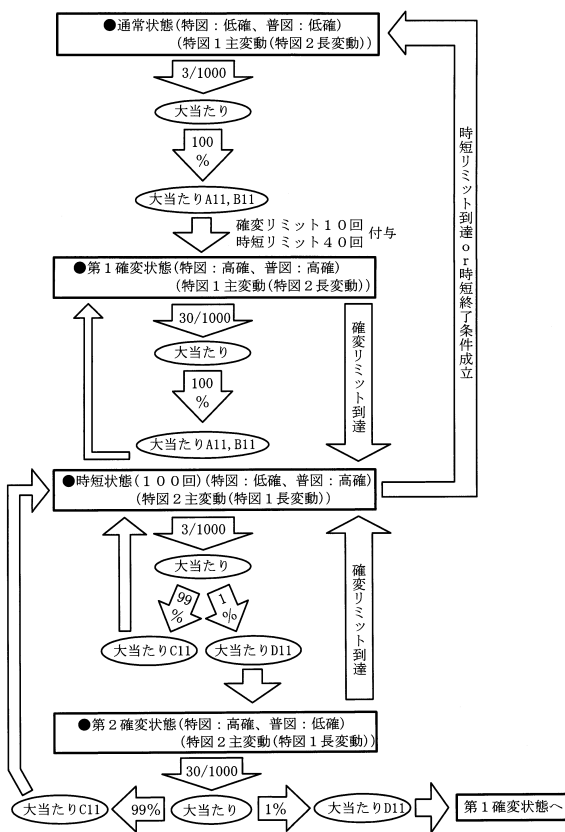 ●通常状態(特図：低確、普図：低確)
(特図１主変動(特図２長変動))
3/1000
大当たり
100
%
大当たりA11,B11
確変リミット１０回
時短リミット４０回
付与
●第１確変状態(特図：高確、普図：高確)
(特図１主変動(特図２長変動))
30/1000
大当たり
100
%
大当たりA11,B11
確変リミット到達
時短リミット到達or時短終了条件成立
●時短状態(１００回)(特図：低確、普図：高確)
(特図２主変動(特図１長変動))
3/1000
大当たり
99
%
1
%
大当たりC11
大当たりD11
確変リミット到達
●第２確変状態(特図：高確、普図：低確)
(特図２主変動(特図１長変動))
30/1000
大当たりC11
99%
大当たり
1%
大当たりD11
第１確変状態へ